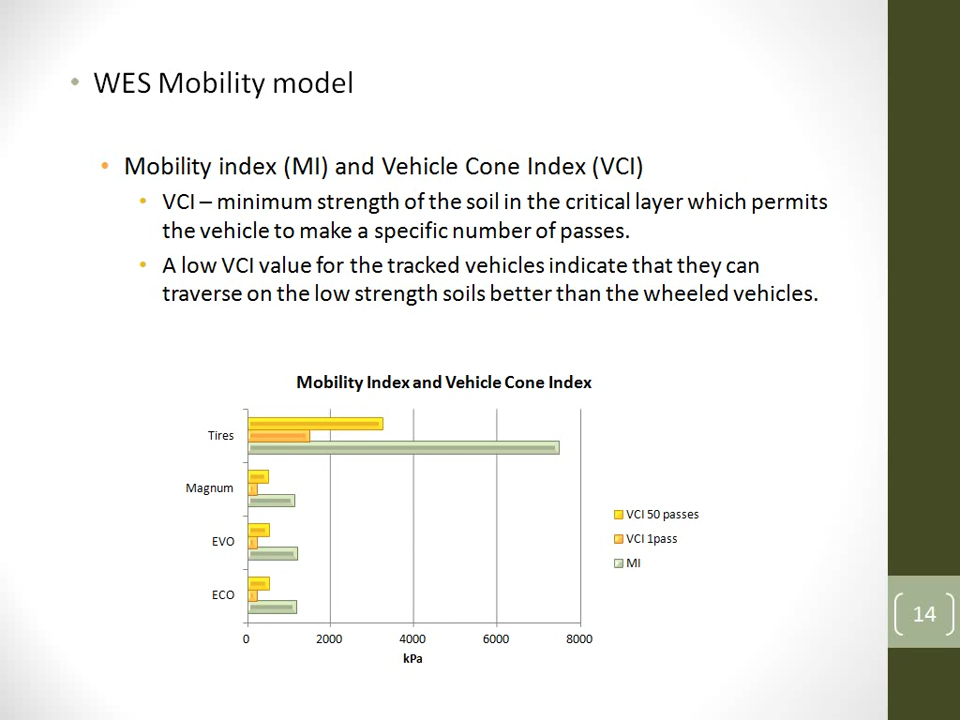 WES Mobility model
Mobility index (MI) and Vehicle Cone Index (VCI)
VCI – minimum strength of the soil in the critical layer which permits
the vehicle to make a specific number of passes.
A low VCI value for the tracked vehicles indicate that they can
traverse on the low strength soils better than the wheeled vehicles.
Mobility Index and Vehicle Cone Index
Tires
Magnum
EVO
ECO
0 2000 4000 6000 8000
kPa
VCI 50 passes
VCI 1pass
MI
14